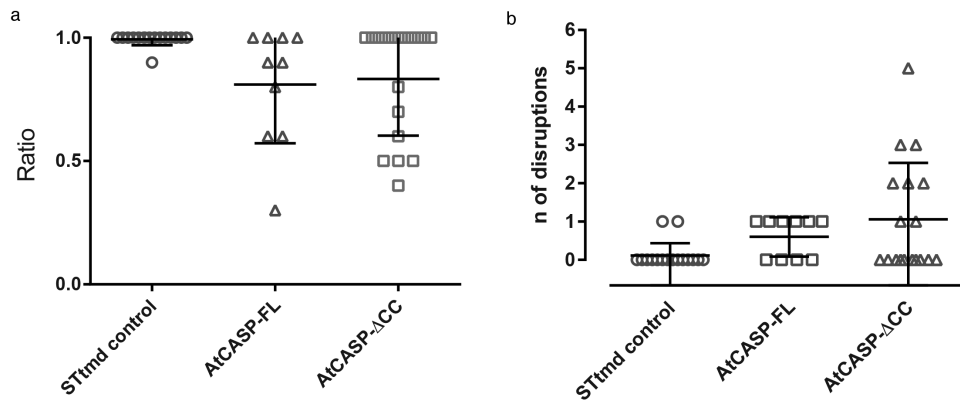 a
Ratio
1.0
0.5
0.0
STtmd control
AtCASP-FL
AtCASP-ΔCC
b
n of disruptions
6
5
4
3
2
1
0
STtmd control
AtCASP-FL
AtCASP-ΔCC